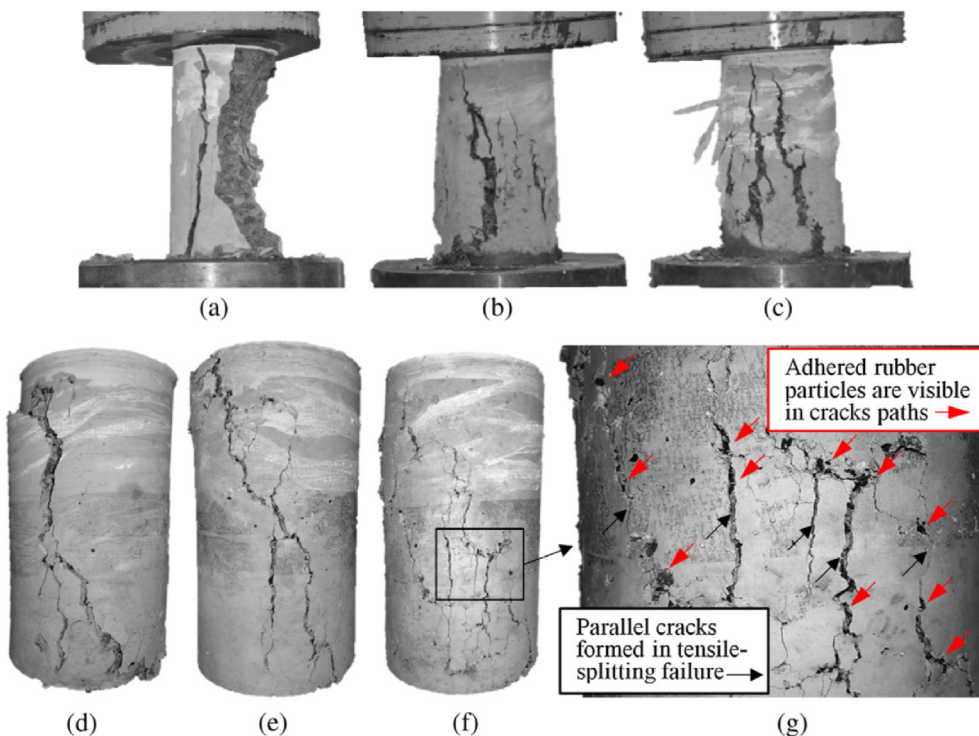 (a)
(b)
(c)
Adhered rubber
particles are visible
in cracks paths
Parallel cracks
formed in tensile-
splitting failure
(d)
(e)
(f)
(g)